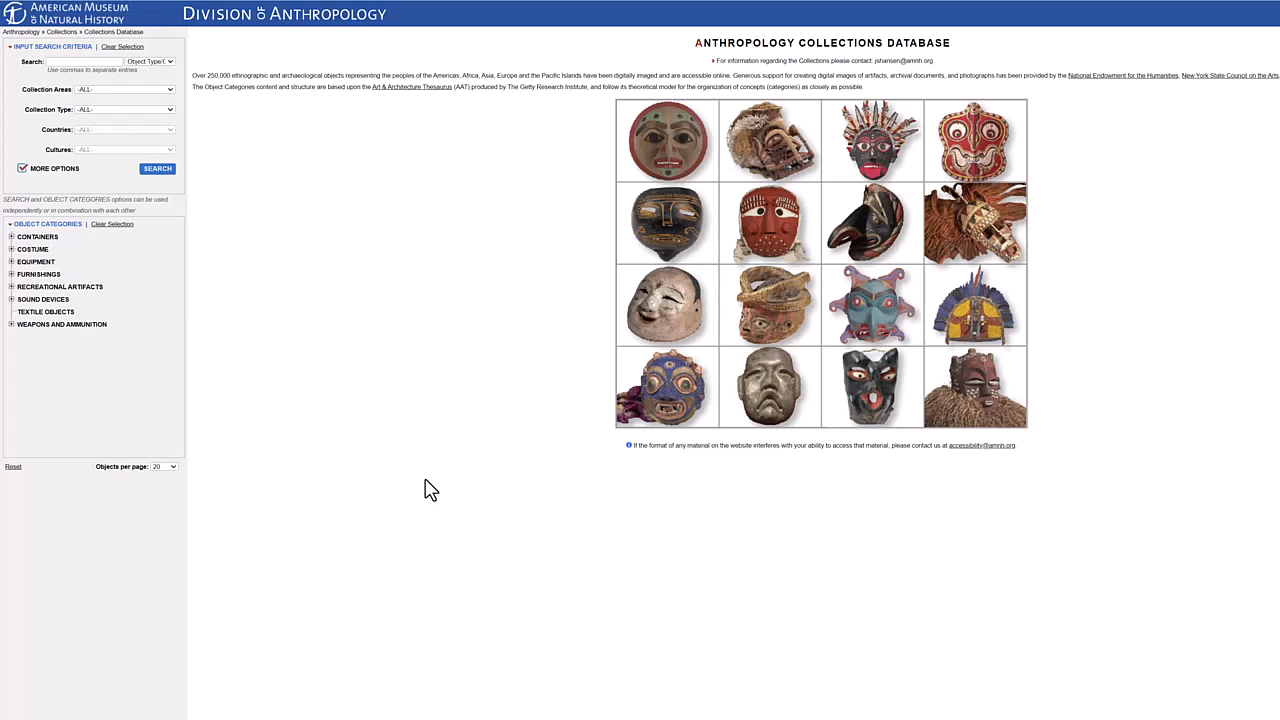 AMERICAN MUSEUM
OF NATURAL HISTORY
DIVISION OF ANTHROPOLOGY
Anthropology > Collections > Collections Database
INPUT SEARCH CRITERIA | Clear Selection
Search: Object Type/C
Use commas to separate entries
Collection Areas: -ALL-
Collection Type: -ALL-
Countries: -ALL-
Cultures: -ALL-
MORE OPTIONS SEARCH
SEARCH and OBJECT CATEGORIES options can be used
independently or in combination with each other
OBJECT CATEGORIES | Clear Selection
CONTAINERS
COSTUME
EQUIPMENT
FURNISHINGS
RECREATIONAL ARTIFACTS
SOUND DEVICES
TEXTILE OBJECTS
WEAPONS AND AMMUNITION
Reset Objects per page: 20
ANTHROPOLOGY COLLECTIONS DATABASE
For information regarding the Collections please contact: jshansen@amnh.org
Over 250,000 ethnographic and archaeological objects representing the peoples of the Americas, Africa, Asia, Europe and the Pacific Islands have been digitally imaged and are accessible online. Generous support for creating digital images of artifacts, archival documents, and photographs has been provided by the National Endowment for the Humanities, New York State Council on the Arts,
The Object Categories content and structure are based upon the Art & Architecture Thesaurus (AAT) produced by The Getty Research Institute, and follow its theoretical model for the organization of concepts (categories) as closely as possible.
If the format of any material on the website interferes with your ability to access that material, please contact us at accessibility@amnh.org.